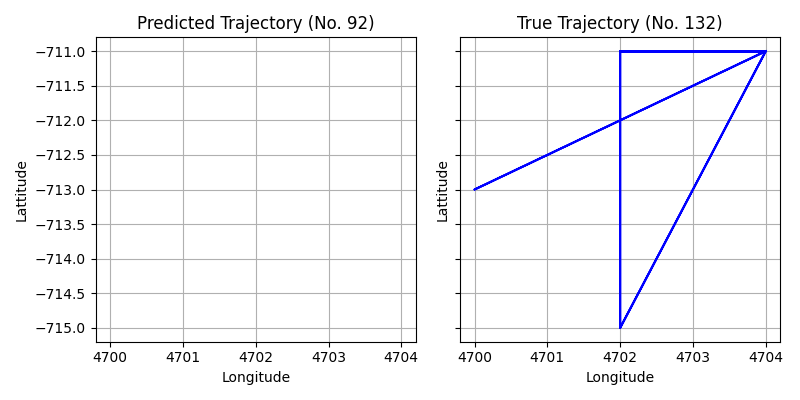 Predicted Trajectory (No. 92)
True Trajectory (No. 132)
Lattitude
−711.0
−711.5
−712.0
−712.5
−713.0
−713.5
−714.0
−714.5
−715.0
4700 4701 4702 4703 4704
Longitude
Lattitude
4700 4701 4702 4703 4704
Longitude